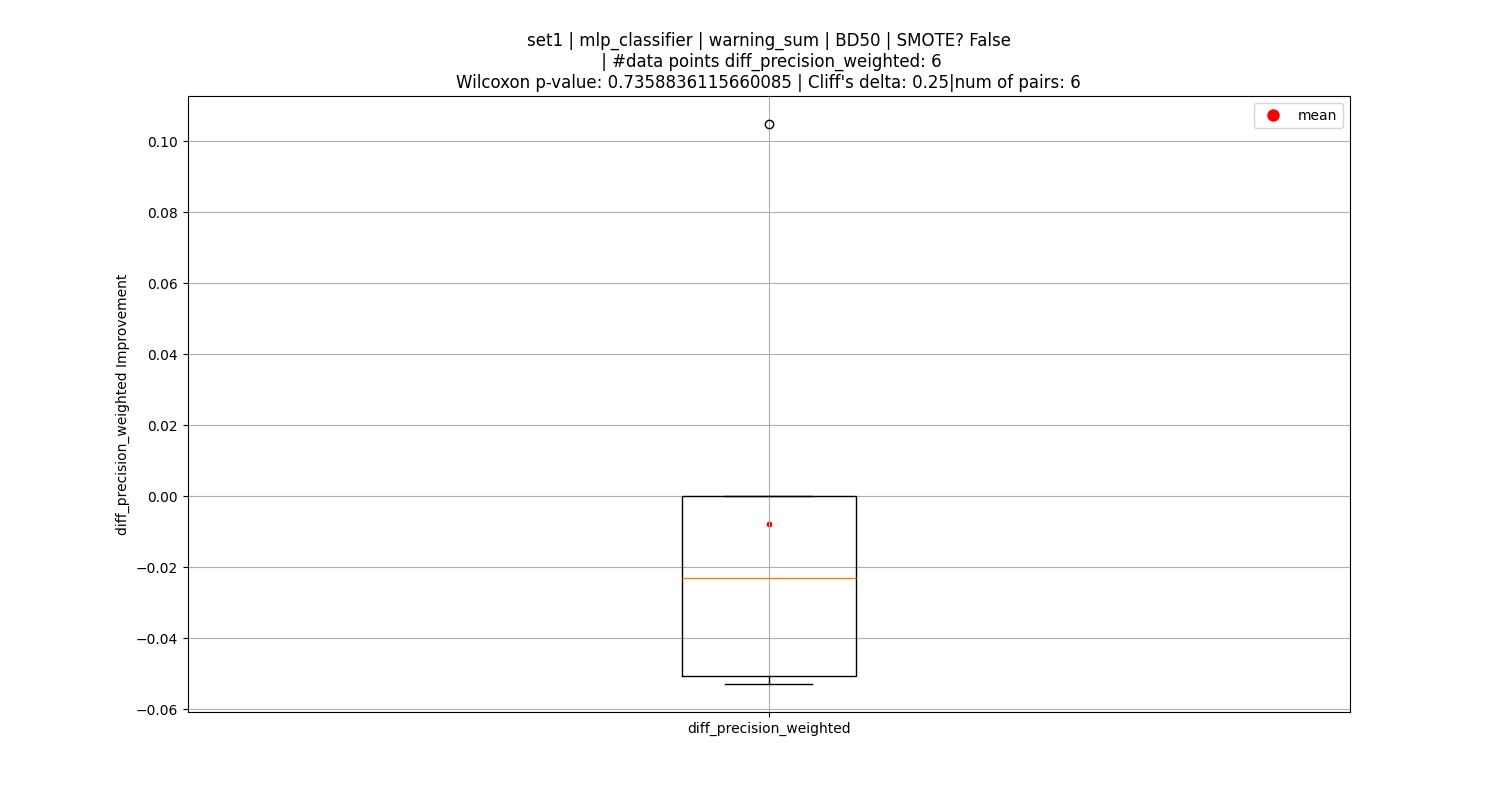 set1 | mlp_classifier | warning_sum | BD50 | SMOTE? False
| #data points diff_precision_weighted: 6
Wilcoxon p-value: 0.7358836115660085 | Cliff's delta: 0.25|num of pairs: 6
mean
0.10
0.08
0.06
0.04
0.02
0.00
−0.02
−0.04
−0.06
diff_precision_weighted Improvement
diff_precision_weighted